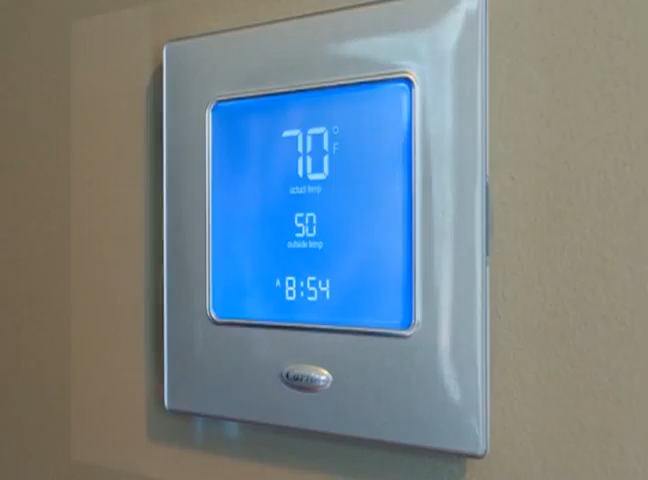 70 °F
actual temp
50
outside temp
A 8:54
Carrier